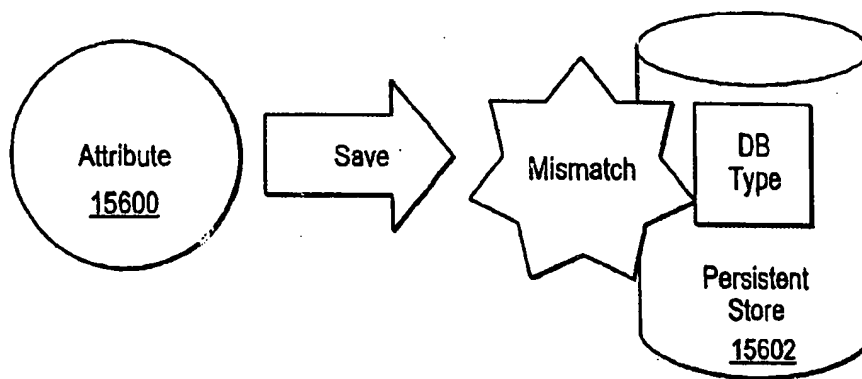 Attribute
15600
Save
Mismatch
DB
Type
Persistent
Store
15602